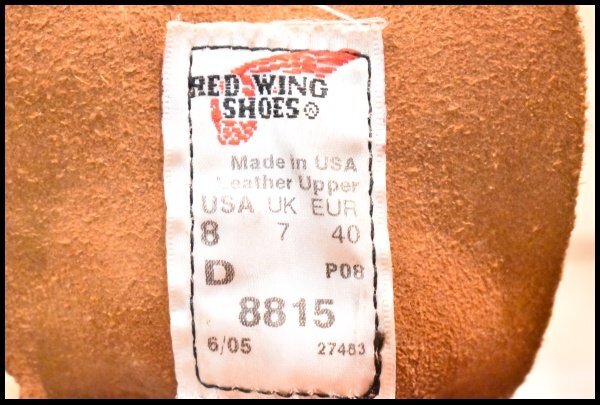 RED WING
SHOES®
Made in USA
Leather Upper
USA UK EUR
8 7 40
D P08
8815
6/05 27483